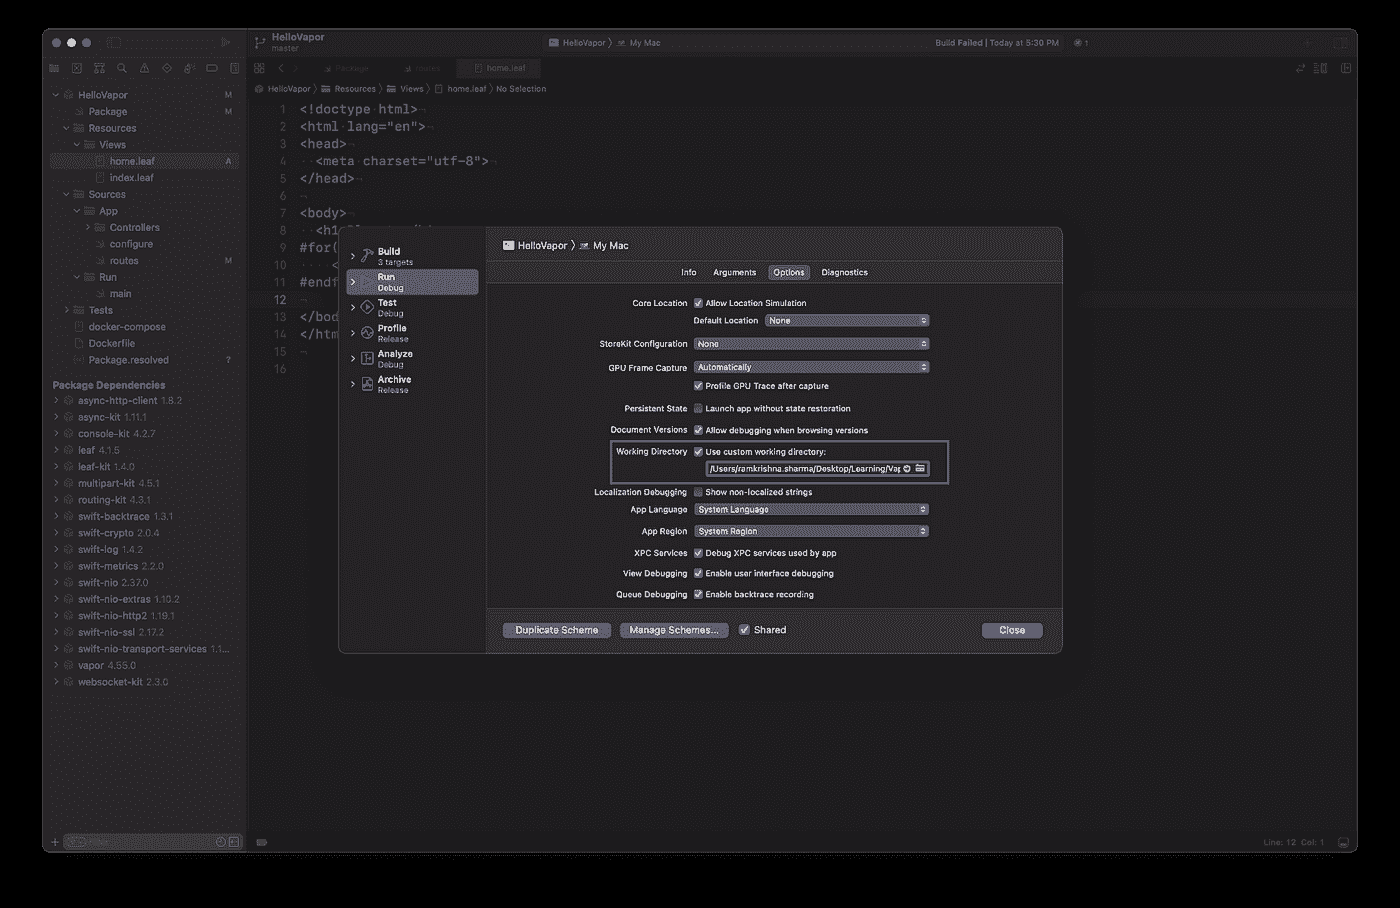 HelloVapor
master
HelloVapor 〉 My Mac
Build Failed | Today at 5:30 PM
1
Package
routes
home.leaf
HelloVapor 〉 Resources 〉 Views 〉 home.leaf 〉 No Selection
HelloVapor M
Package M
Resources
Views
home.leaf A
index.leaf
Sources
App
Controllers
configure
routes M
Run
main
Tests
docker-compose
Dockerfile
Package.resolved ?
Package Dependencies
async-http-client 1.8.2
async-kit 1.11.1
console-kit 4.2.7
leaf 4.1.5
leaf-kit 1.4.0
multipart-kit 4.5.1
routing-kit 4.3.1
swift-backtrace 1.3.1
swift-crypto 2.0.4
swift-log 1.4.2
swift-metrics 2.2.0
swift-nio 2.37.0
swift-nio-extras 1.10.2
swift-nio-http2 1.19.1
swift-nio-ssl 2.17.2
swift-nio-transport-services 1.1...
vapor 4.55.0
websocket-kit 2.3.0
1 <!doctype html>
2 <html lang="en">
3 <head>
4 <meta charset="utf-8">
5 </head>
6
7 <body>
8 <h1
9 #for(
10 <
11 #endf
12
13 </bod
14 </htm
15
16
Build
3 targets
Run
Debug
Test
Debug
Profile
Release
Analyze
Debug
Archive
Release
HelloVapor 〉 My Mac
Info Arguments Options Diagnostics
Core Location Allow Location Simulation
Default Location None
StoreKit Configuration None
GPU Frame Capture Automatically
Profile GPU Trace after capture
Persistent State Launch app without state restoration
Document Versions Allow debugging when browsing versions
Working Directory Use custom working directory:
/Users/ramkrishna.sharma/Desktop/Learning/Vap
Localization Debugging Show non-localized strings
App Language System Language
App Region System Region
XPC Services Debug XPC services used by app
View Debugging Enable user interface debugging
Queue Debugging Enable backtrace recording
Duplicate Scheme Manage Schemes... Shared Close
Line: 12 Col: 1